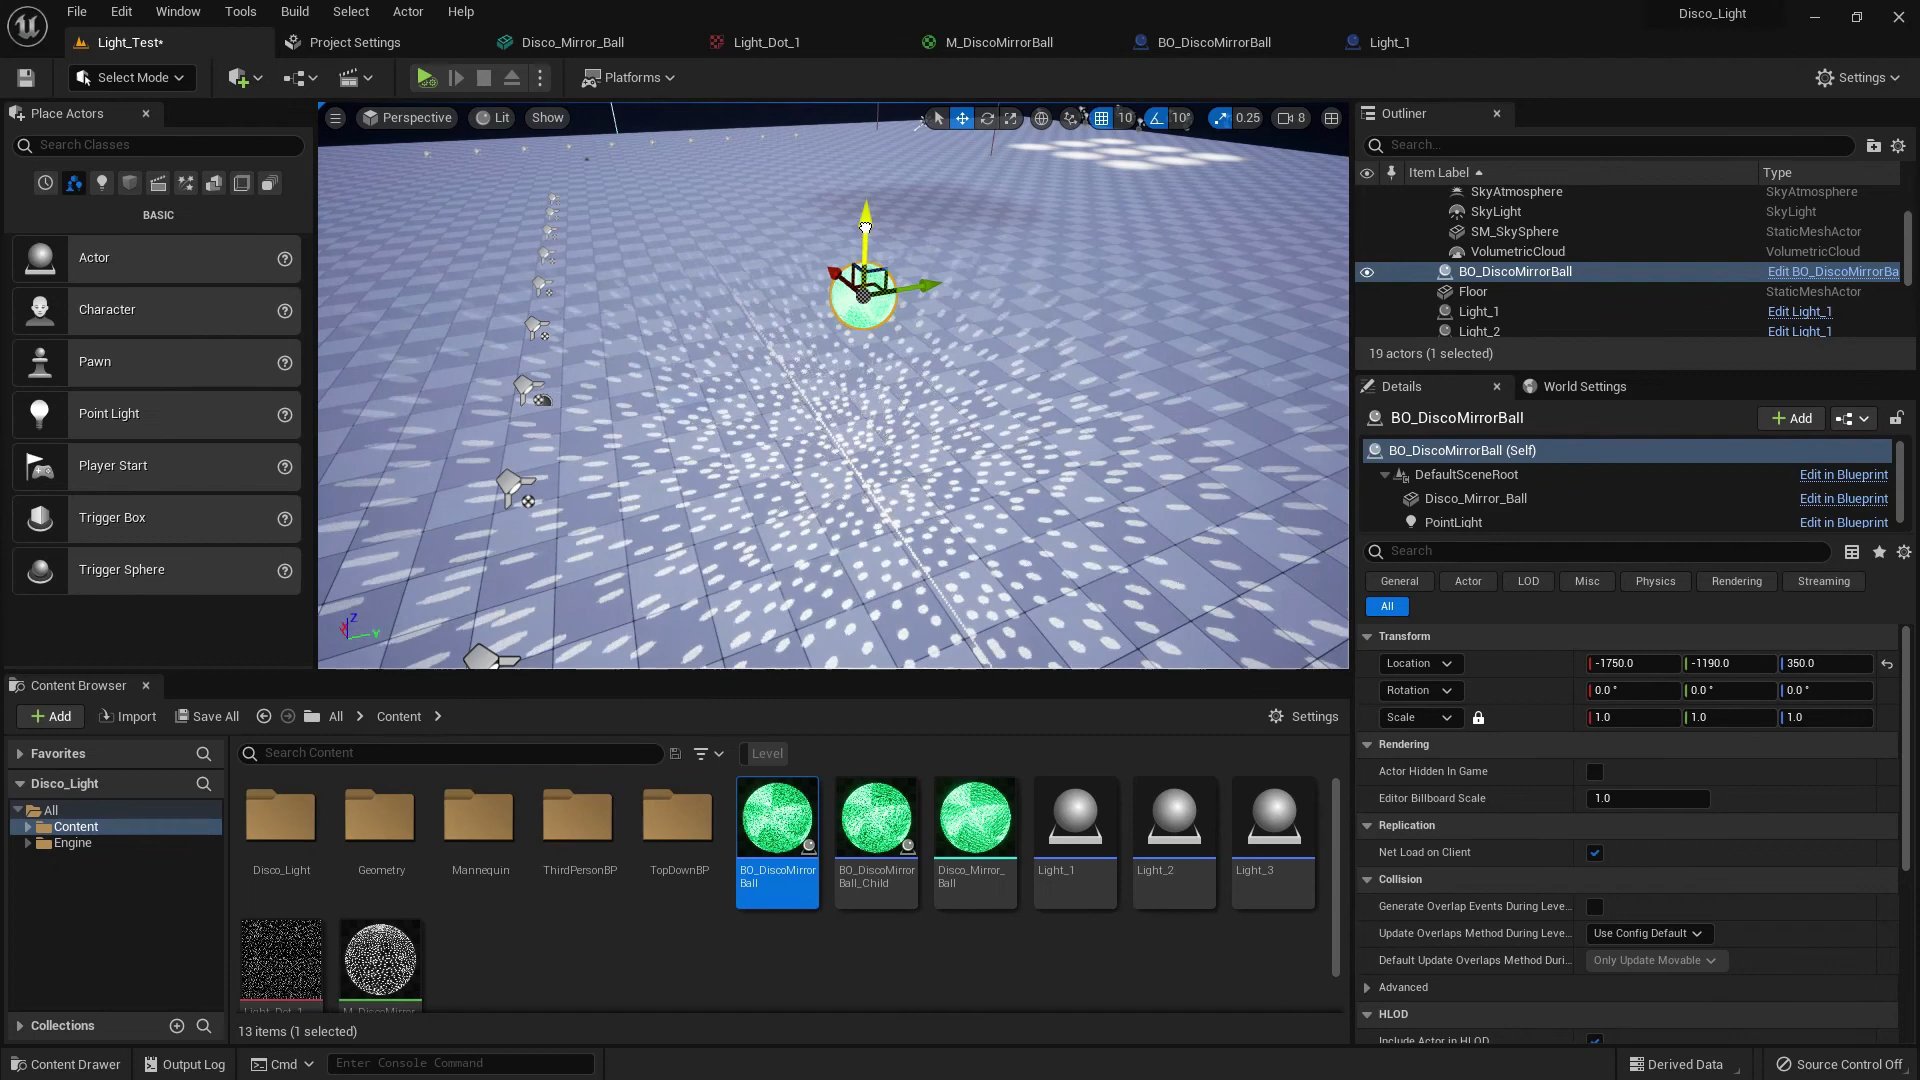 File Edit Window Tools Build Select Actor Help
Disco_Light
Light_Test*
Project Settings
Disco_Mirror_Ball
Light_Dot_1
M_DiscoMirrorBall
BO_DiscoMirrorBall
Light_1
Select Mode
Platforms
Settings
Place Actors
Search Classes
BASIC
Actor
Character
Pawn
Point Light
Player Start
Trigger Box
Trigger Sphere
Perspective
Lit
Show
10
10°
0.25
8
Z
Y
Outliner
Search...
Item Label
Type
SkyAtmosphere SkyAtmosphere
SkyLight SkyLight
SM_SkySphere StaticMeshActor
VolumetricCloud VolumetricCloud
BO_DiscoMirrorBall Edit BO_DiscoMirrorBa
Floor StaticMeshActor
Light_1 Edit Light_1
Light_2 Edit Light_1
19 actors (1 selected)
Details
World Settings
BO_DiscoMirrorBall
Add
BO_DiscoMirrorBall (Self)
DefaultSceneRoot Edit in Blueprint
Disco_Mirror_Ball Edit in Blueprint
PointLight Edit in Blueprint
Search
General Actor LOD Misc Physics Rendering Streaming
All
Transform
Location -1750.0 -1190.0 350.0
Rotation 0.0° 0.0° 0.0°
Scale 1.0 1.0 1.0
Rendering
Actor Hidden In Game
Editor Billboard Scale 1.0
Replication
Net Load on Client
Collision
Generate Overlap Events During Leve...
Update Overlaps Method During Leve... Use Config Default
Default Update Overlaps Method Duri... Only Update Movable
Advanced
HLOD
Include Actor in HLOD
Content Browser
Add
Import
Save All
All
Content
Settings
Favorites
Disco_Light
All
Content
Engine
Collections
Search Content
Level
Disco_Light
Geometry
Mannequin
ThirdPersonBP
TopDownBP
BO_DiscoMirror
Ball
BO_DiscoMirror
Ball_Child
Disco_Mirror_
Ball
Light_1
Light_2
Light_3
Light_Dot_1
M_DiscoMirror
13 items (1 selected)
Content Drawer
Output Log
Cmd
Enter Console Command
Derived Data
Source Control Off